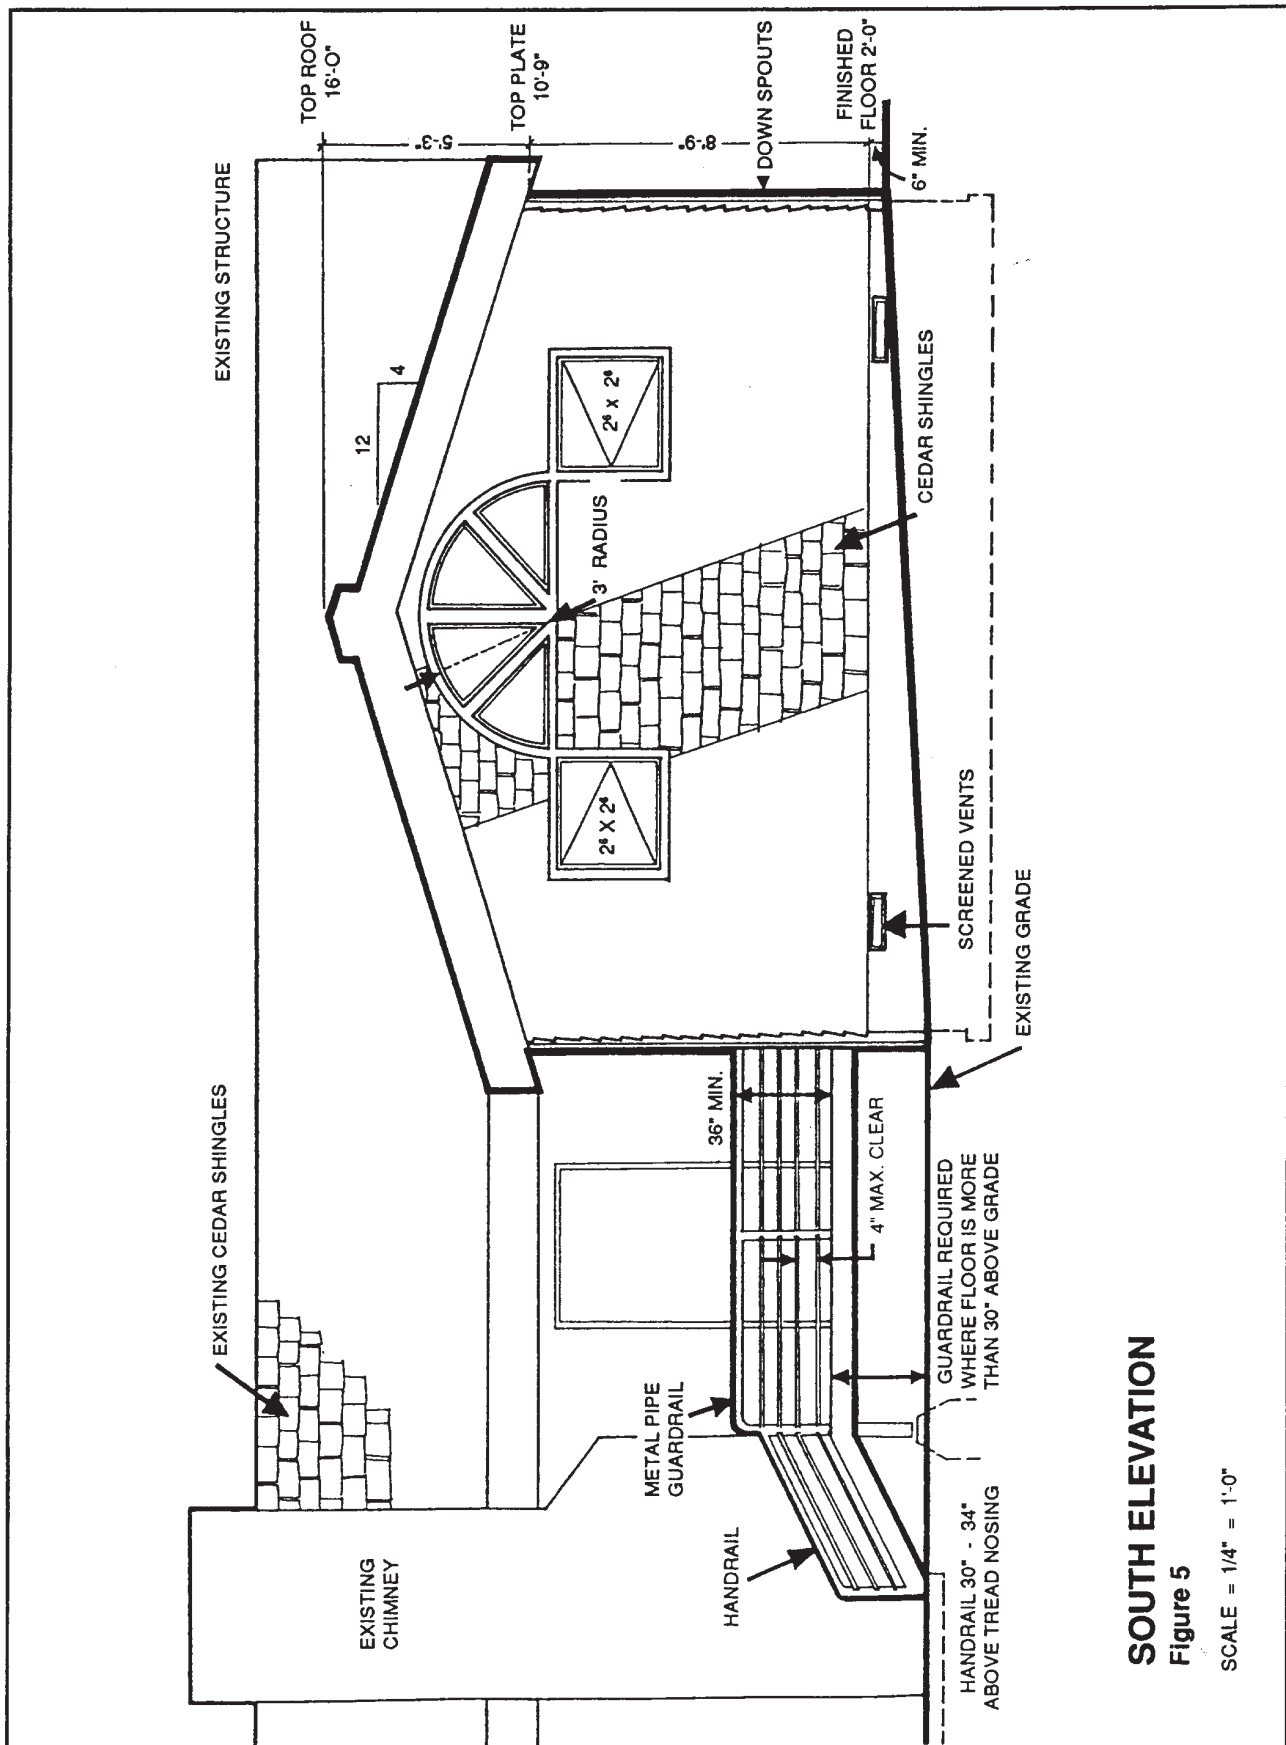 EXISTING CEDAR SHINGLES
EXISTING STRUCTURE
TOP ROOF
16'-0"
5'-3"
12
4
TOP PLATE
10'-9"
EXISTING
CHIMNEY
2⁶ X 2⁶
2⁶ X 2⁶
3' RADIUS
8'-9"
METAL PIPE
GUARDRAIL
36" MIN.
HANDRAIL
DOWN SPOUTS
4" MAX. CLEAR
FINISHED
FLOOR 2'-0"
6" MIN.
CEDAR SHINGLES
SCREENED VENTS
EXISTING GRADE
HANDRAIL 30" - 34"
ABOVE TREAD NOSING
GUARDRAIL REQUIRED
WHERE FLOOR IS MORE
THAN 30" ABOVE GRADE
SOUTH ELEVATION
Figure 5
SCALE = 1/4" = 1'-0"